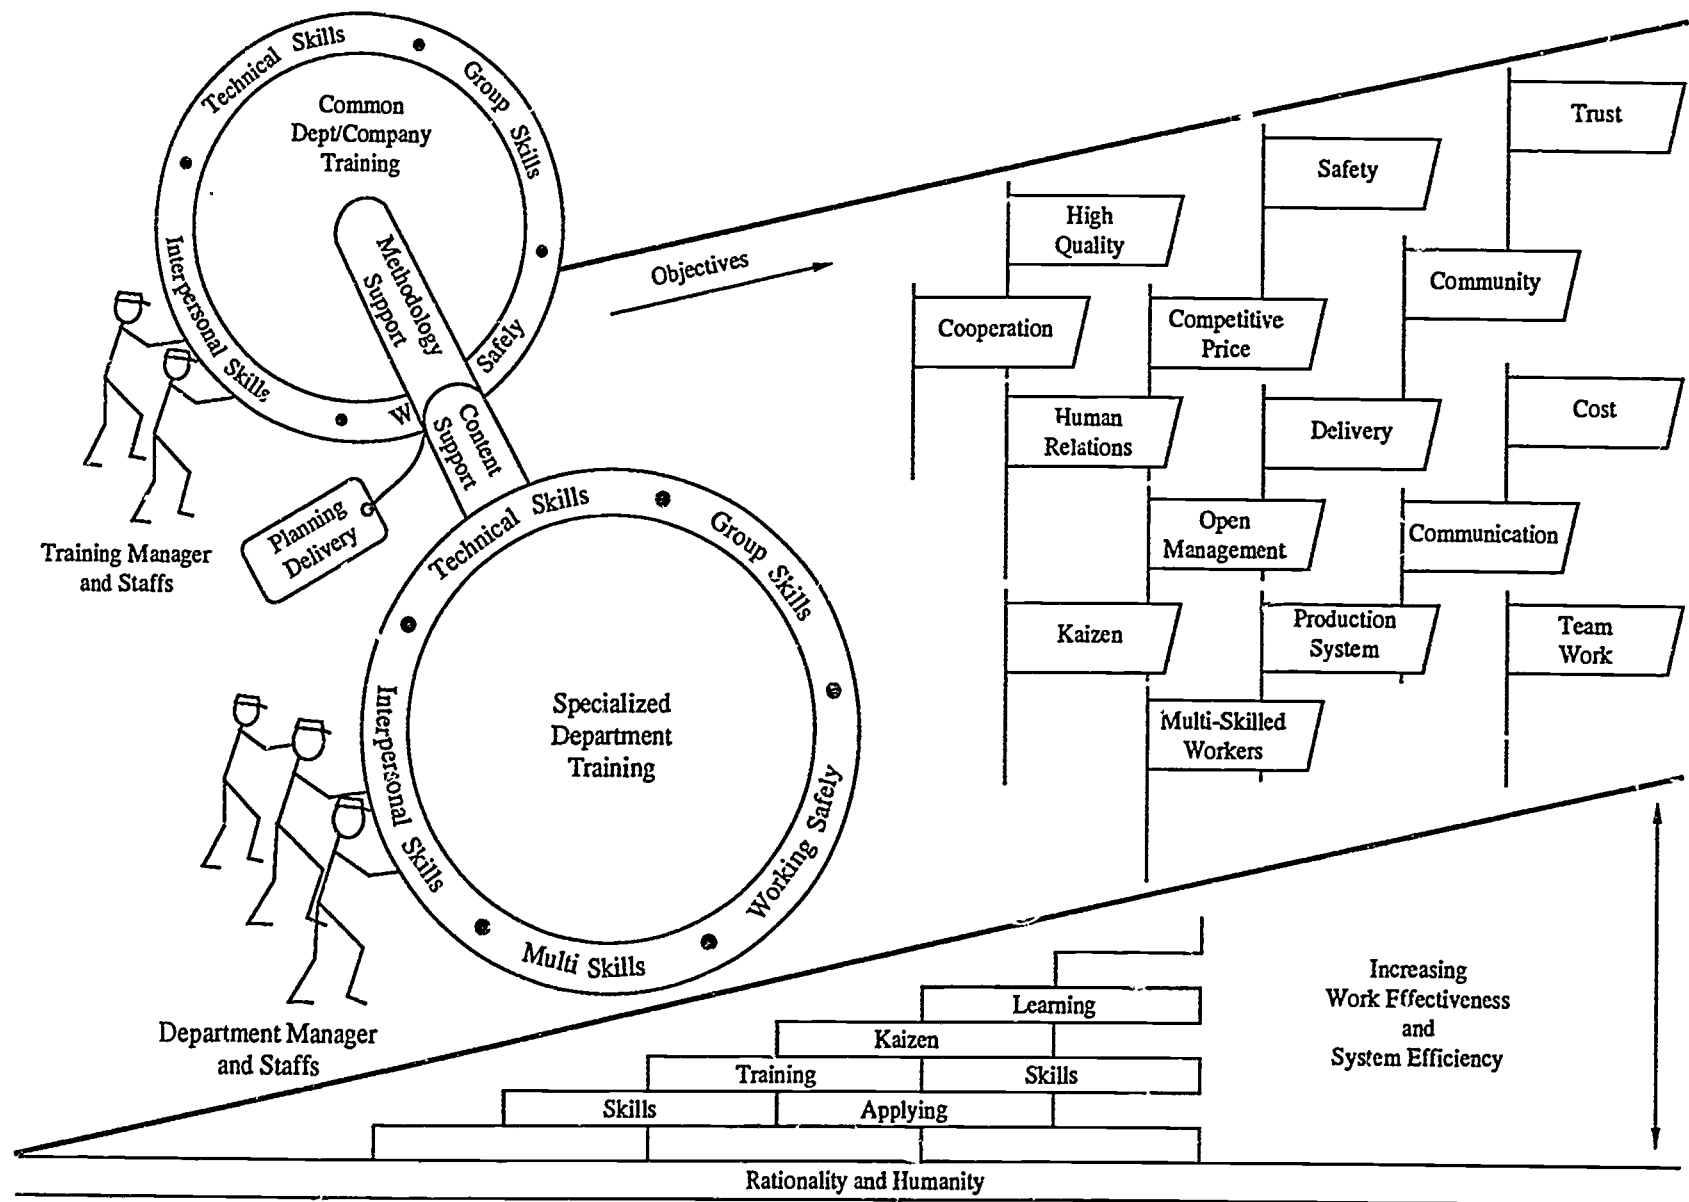 Technical Skills
Group Skills
Common
Dept/Company
Training
Interpersonal Skills
Methodology
Support
W
Safely
Content
Support
Planning
Delivery
Training Manager
and Staffs
Objectives
Trust
Safety
High
Quality
Community
Cooperation
Competitive
Price
Cost
Human
Relations
Delivery
Open
Management
Communication
Kaizen
Production
System
Team
Work
Multi-Skilled
Workers
Technical Skills
Group Skills
Interpersonal Skills
Specialized
Department
Training
Working Safely
Multi Skills
Department Manager
and Staffs
Learning
Kaizen
Training
Skills
Skills
Applying
Increasing
Work Effectiveness
and
System Efficiency
Rationality and Humanity